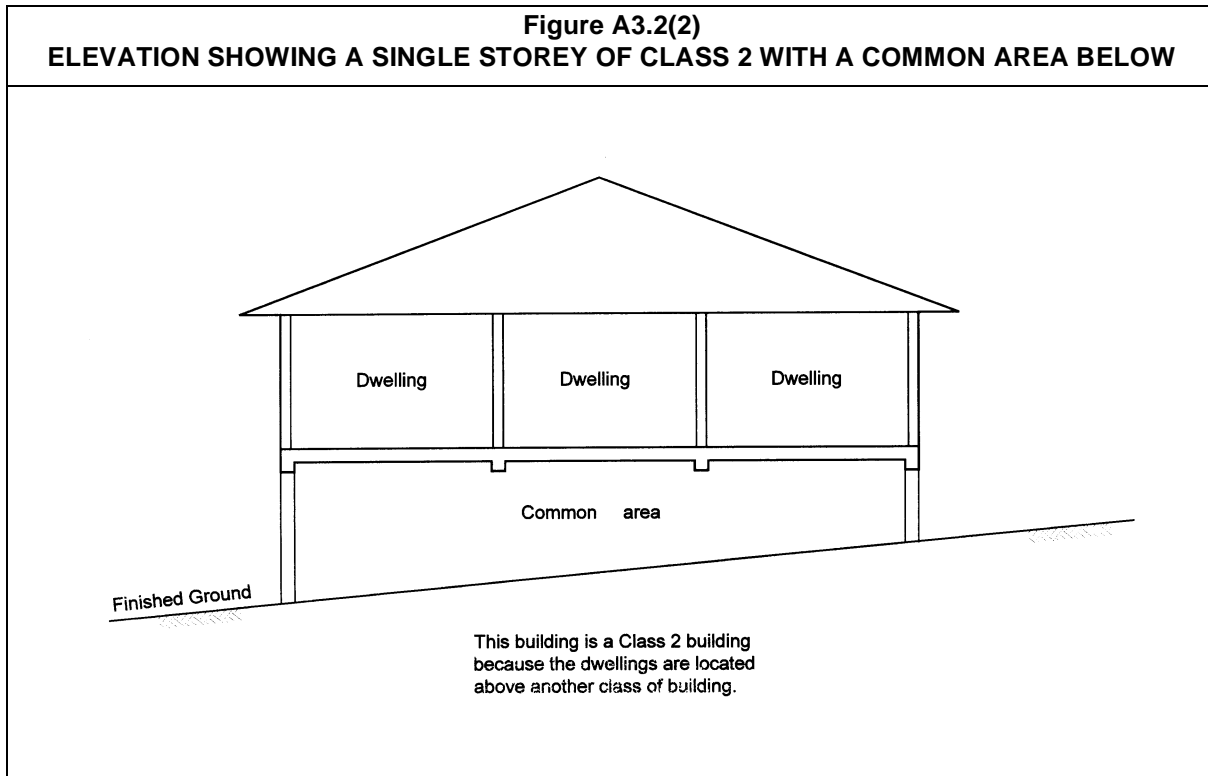 Figure A3.2(2)
ELEVATION SHOWING A SINGLE STOREY OF CLASS 2 WITH A COMMON AREA BELOW
Dwelling Dwelling Dwelling
Common area
Finished Ground
This building is a Class 2 building
because the dwellings are located
above another class of building.